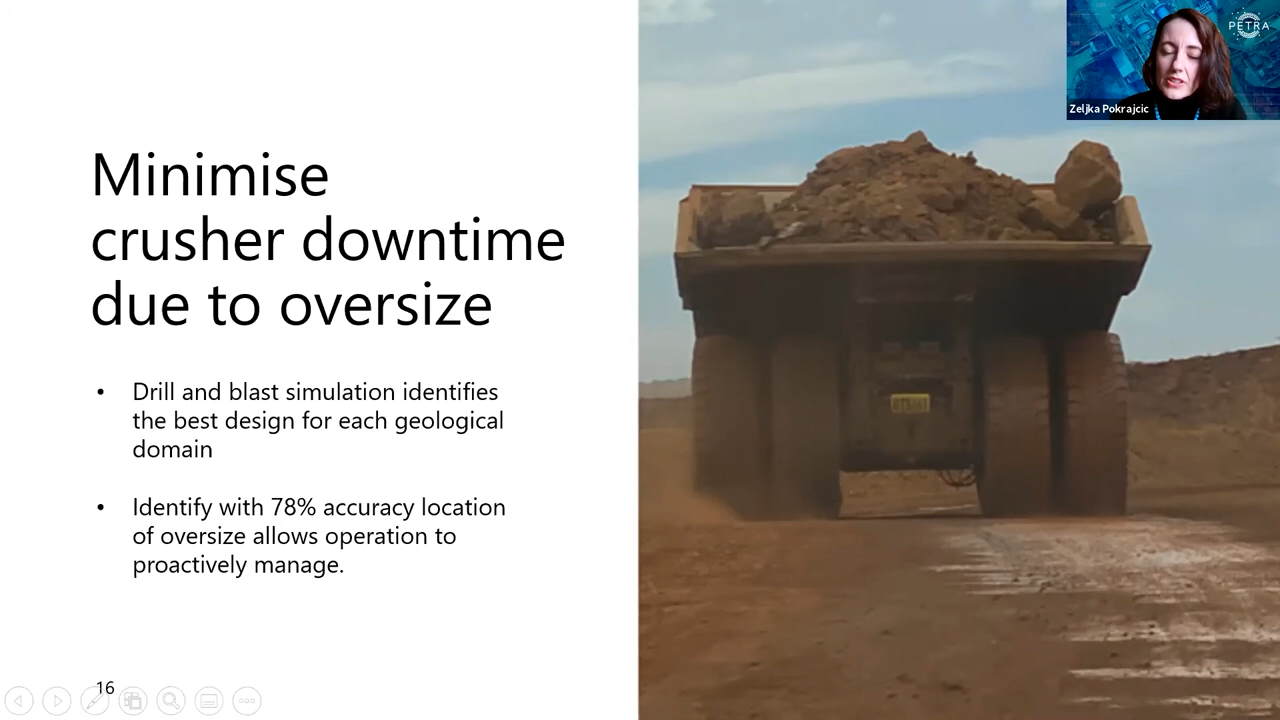 PETRA
Zeljka Pokrajcic
Minimise
crusher downtime
due to oversize
• Drill and blast simulation identifies
the best design for each geological
domain
• Identify with 78% accuracy location
of oversize allows operation to
proactively manage.
16